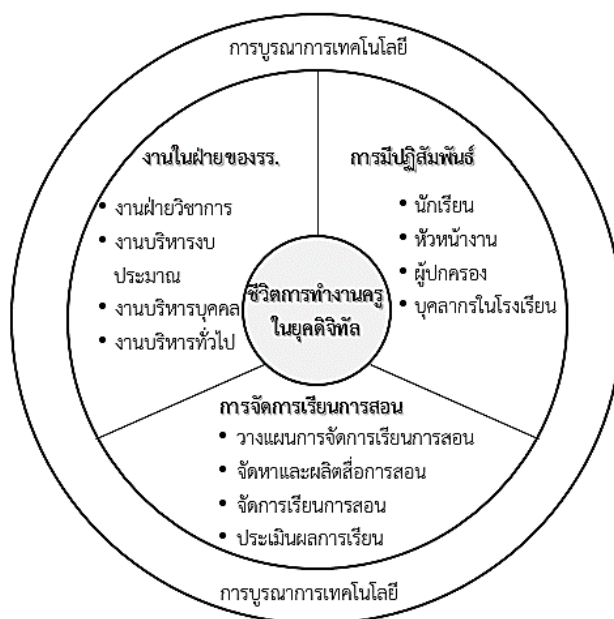 การบูรณาการเทคโนโลยี
งานในฝ่ายของรร.
• งานฝ่ายวิชาการ
• งานบริหารงบ
ประมาณ
• งานบริหารบุคคล
• งานบริหารทั่วไป
การมีปฏิสัมพันธ์
• นักเรียน
• หัวหน้างาน
• ผู้ปกครอง
• บุคลากรในโรงเรียน
ชีวิตการทำงานครู
ในยุคดิจิทัล
การจัดการเรียนการสอน
• วางแผนการจัดการเรียนการสอน
• จัดหาและผลิตสื่อการสอน
• จัดการเรียนการสอน
• ประเมินผลการเรียน
การบูรณาการเทคโนโลยี